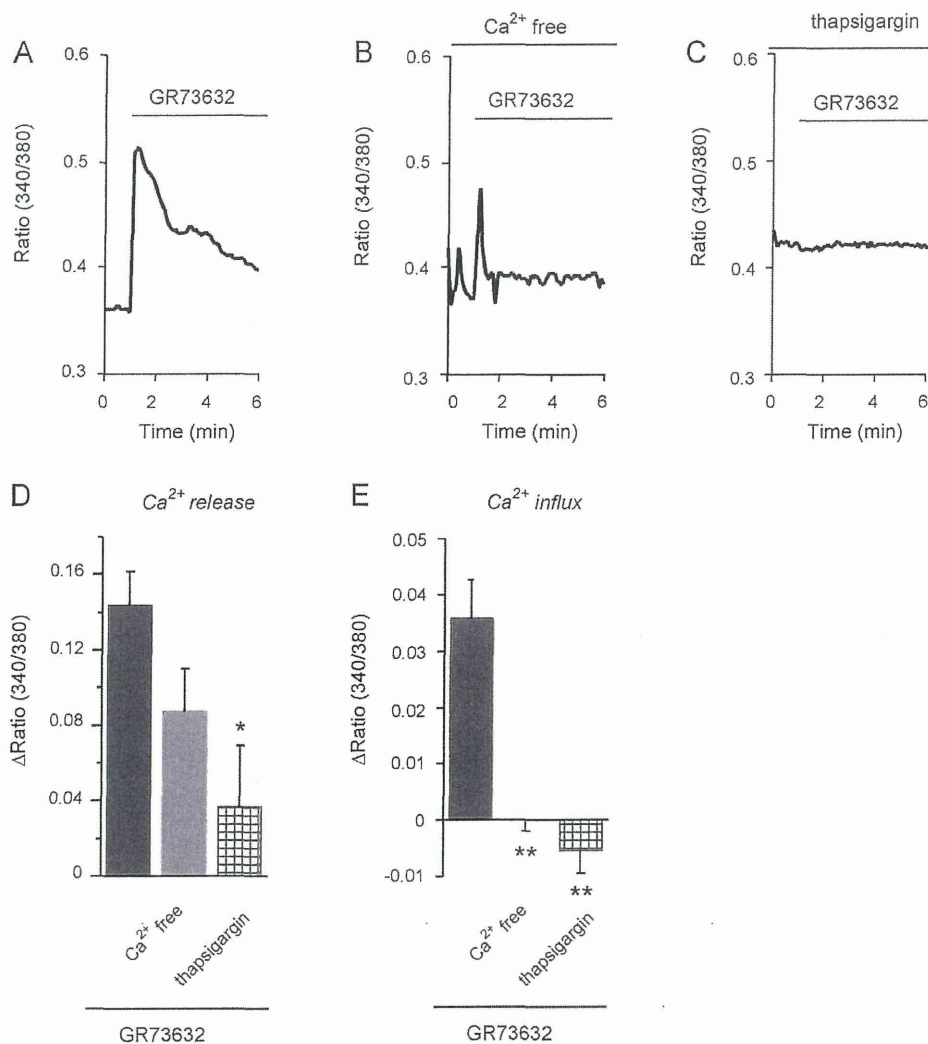 A
0.6
0.5
0.4
0.3
Ratio (340/380)
GR73632
0 2 4 6
Time (min)
B
Ca²⁺ free
0.6
0.5
0.4
0.3
Ratio (340/380)
GR73632
0 2 4 6
Time (min)
C
thapsigargin
0.6
0.5
0.4
0.3
Ratio (340/380)
GR73632
0 2 4 6
Time (min)
D
Ca²⁺ release
0.16
0.12
0.08
0.04
0
ΔRatio (340/380)
*
Ca²⁺ free
thapsigargin
GR73632
E
Ca²⁺ influx
0.05
0.04
0.03
0.02
0.01
0
-0.01
ΔRatio (340/380)
**
**
Ca²⁺ free
thapsigargin
GR73632